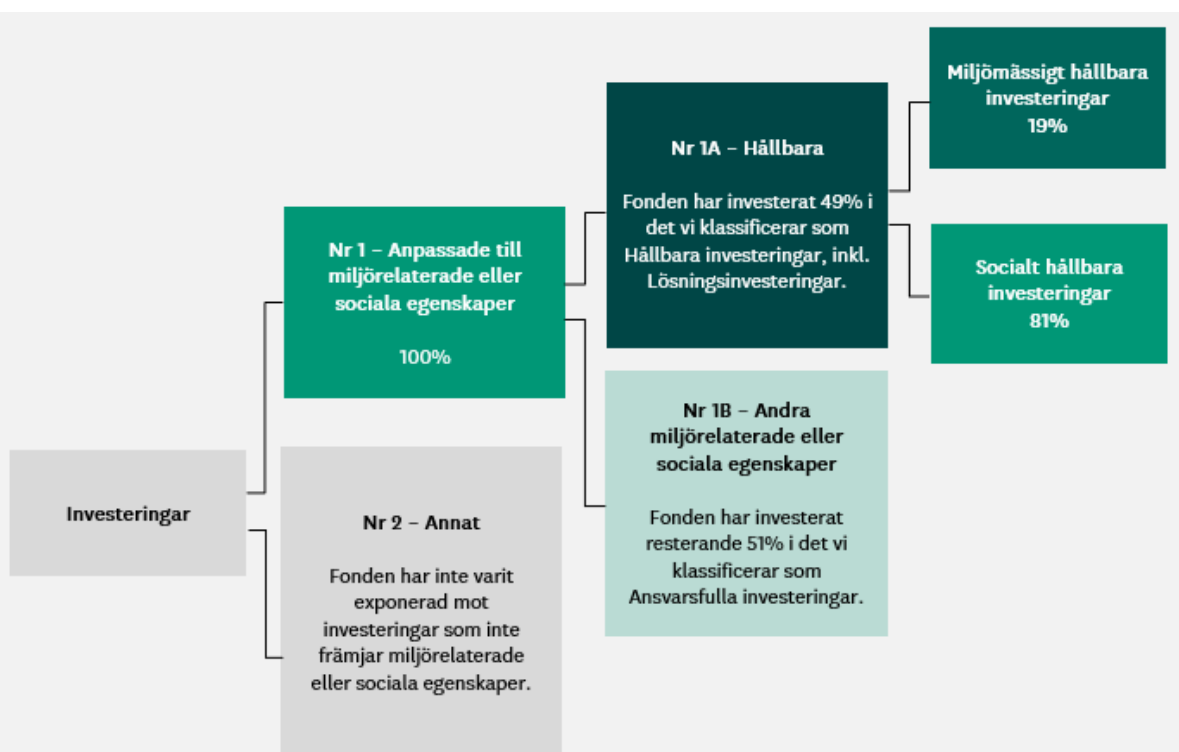 Investeringar
Nr 1 – Anpassade till
miljörelaterade eller
sociala egenskaper
100%
Nr 2 – Annat
Fonden har inte varit
exponerad mot
investeringar som inte
främjar miljörelaterade
eller sociala egenskaper.
Nr 1A – Hållbara
Fonden har investerat 49% i
det vi klassificerar som
Hållbara investeringar, inkl.
Lösningsinvesteringar.
Nr 1B – Andra
miljörelaterade eller
sociala egenskaper
Fonden har investerat
resterande 51% i det vi
klassificerar som
Ansvarsfulla investeringar.
Miljömässigt hållbara
investeringar
19%
Socialt hållbara
investeringar
81%